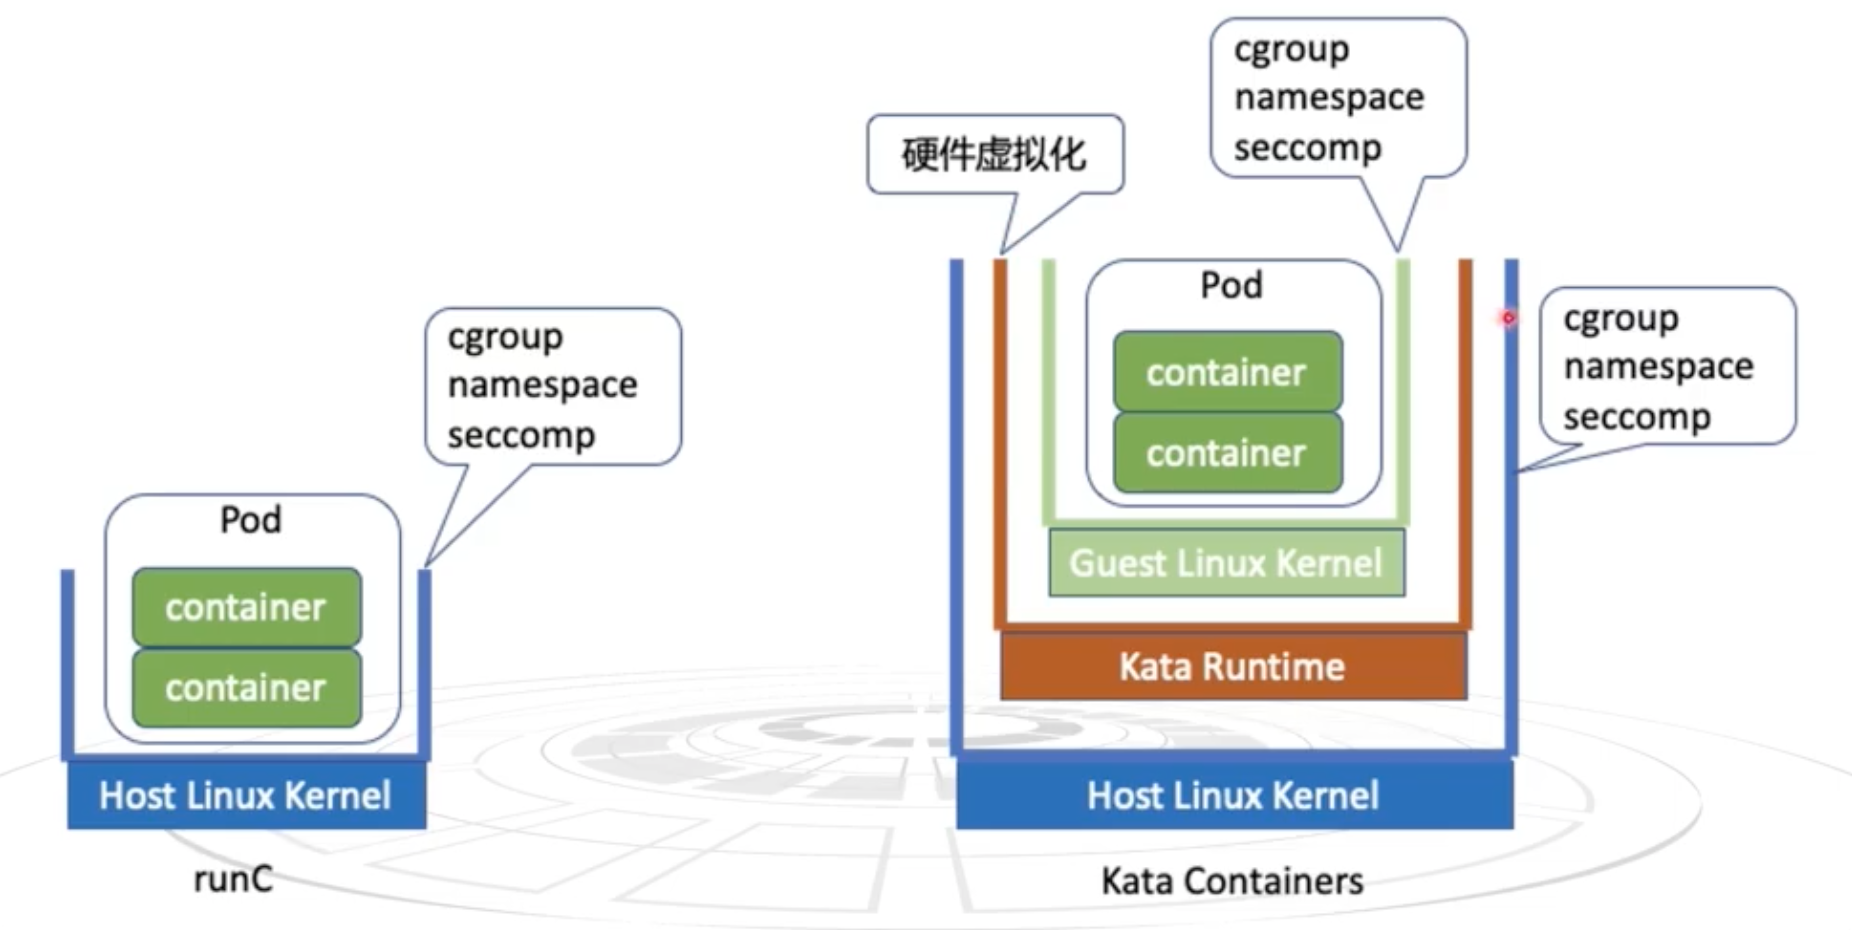 cgroup
namespace
seccomp
Pod
container
container
Host Linux Kernel
runC
硬件虚拟化
cgroup
namespace
seccomp
Pod
container
container
Guest Linux Kernel
Kata Runtime
Host Linux Kernel
cgroup
namespace
seccomp
Kata Containers